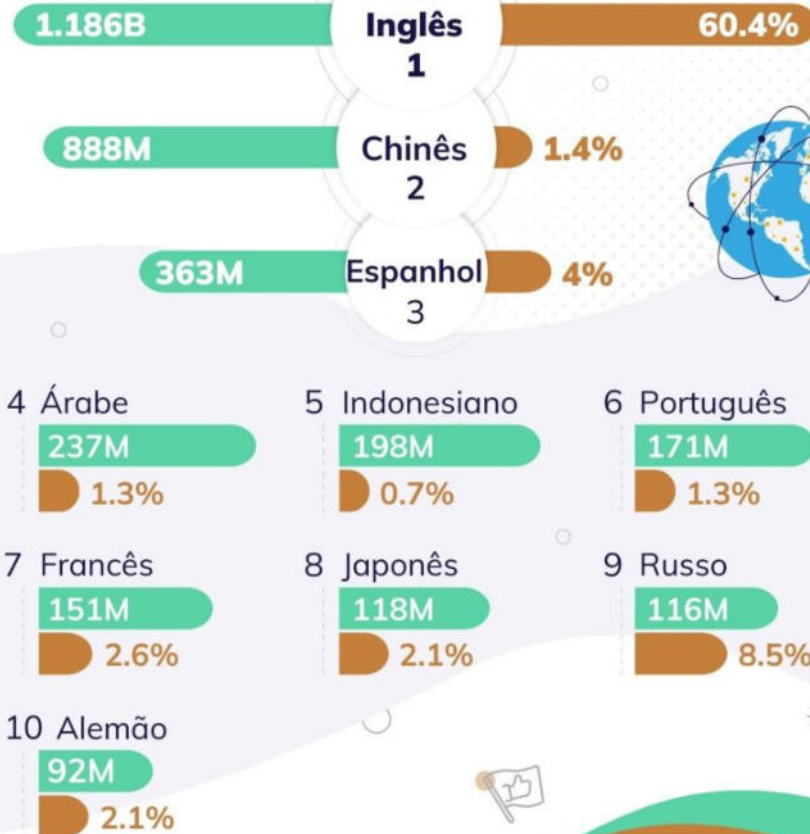 1.186B Inglês 60.4%
1
888M Chinês 1.4%
2
363M Espanhol 4%
3
4 Árabe 5 Indonesiano 6 Português
237M 198M 171M
1.3% 0.7% 1.3%
7 Francês 8 Japonês 9 Russo
151M 118M 116M
2.6% 2.1% 8.5%
10 Alemão
92M
2.1%